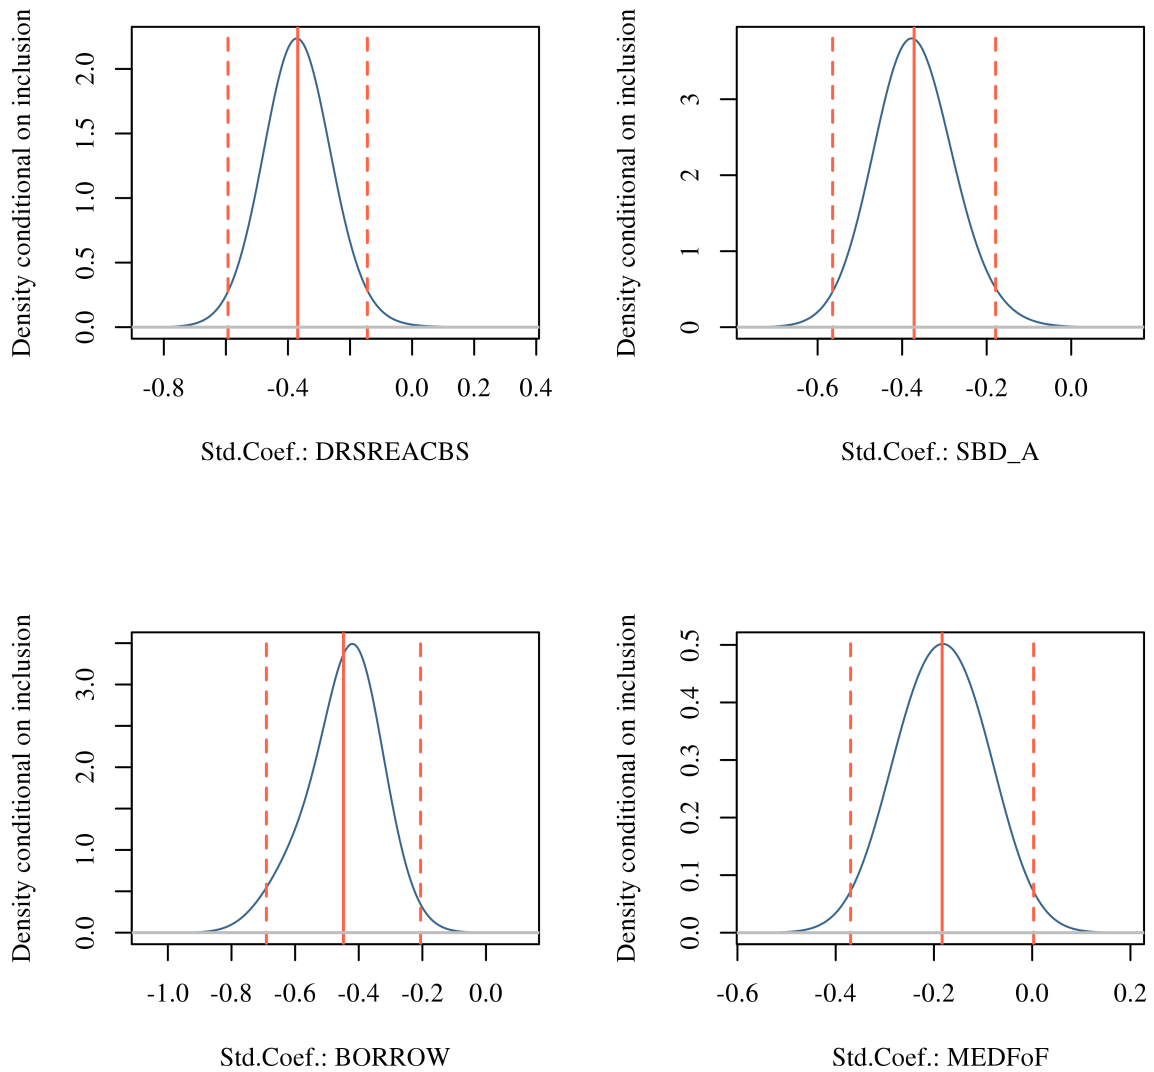 Density conditional on inclusion
2.0
1.5
1.0
0.5
0.0
-0.8 -0.4 0.0 0.2 0.4
Std.Coef.: DRSREACBS
Density conditional on inclusion
3
2
1
0
-0.6 -0.4 -0.2 0.0
Std.Coef.: SBD_A
Density conditional on inclusion
3.0
2.0
1.0
0.0
-1.0 -0.8 -0.6 -0.4 -0.2 0.0
Std.Coef.: BORROW
Density conditional on inclusion
0.5
0.4
0.3
0.2
0.1
0.0
-0.6 -0.4 -0.2 0.0 0.2
Std.Coef.: MEDFoF